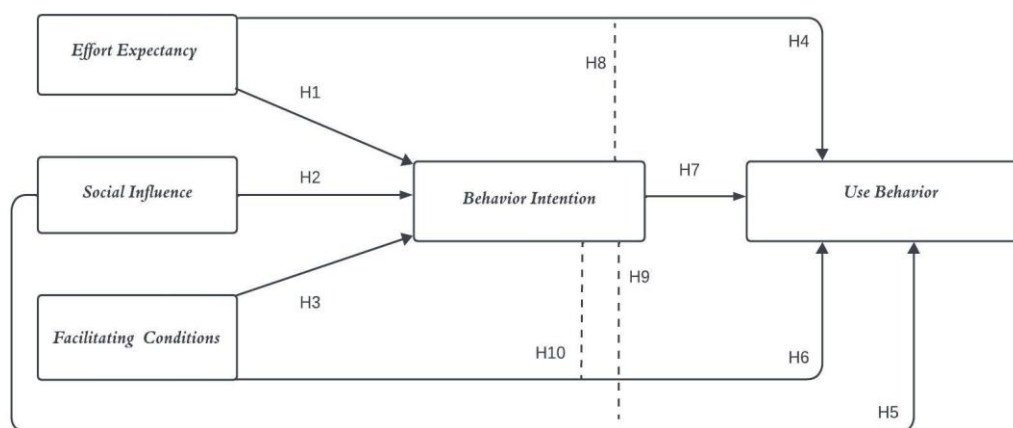 Effort Expectancy
H4
H8
H1
H2
H7
Social Influence
Behavior Intention
Use Behavior
H9
H3
Facilitating Conditions
H10
H6
H5